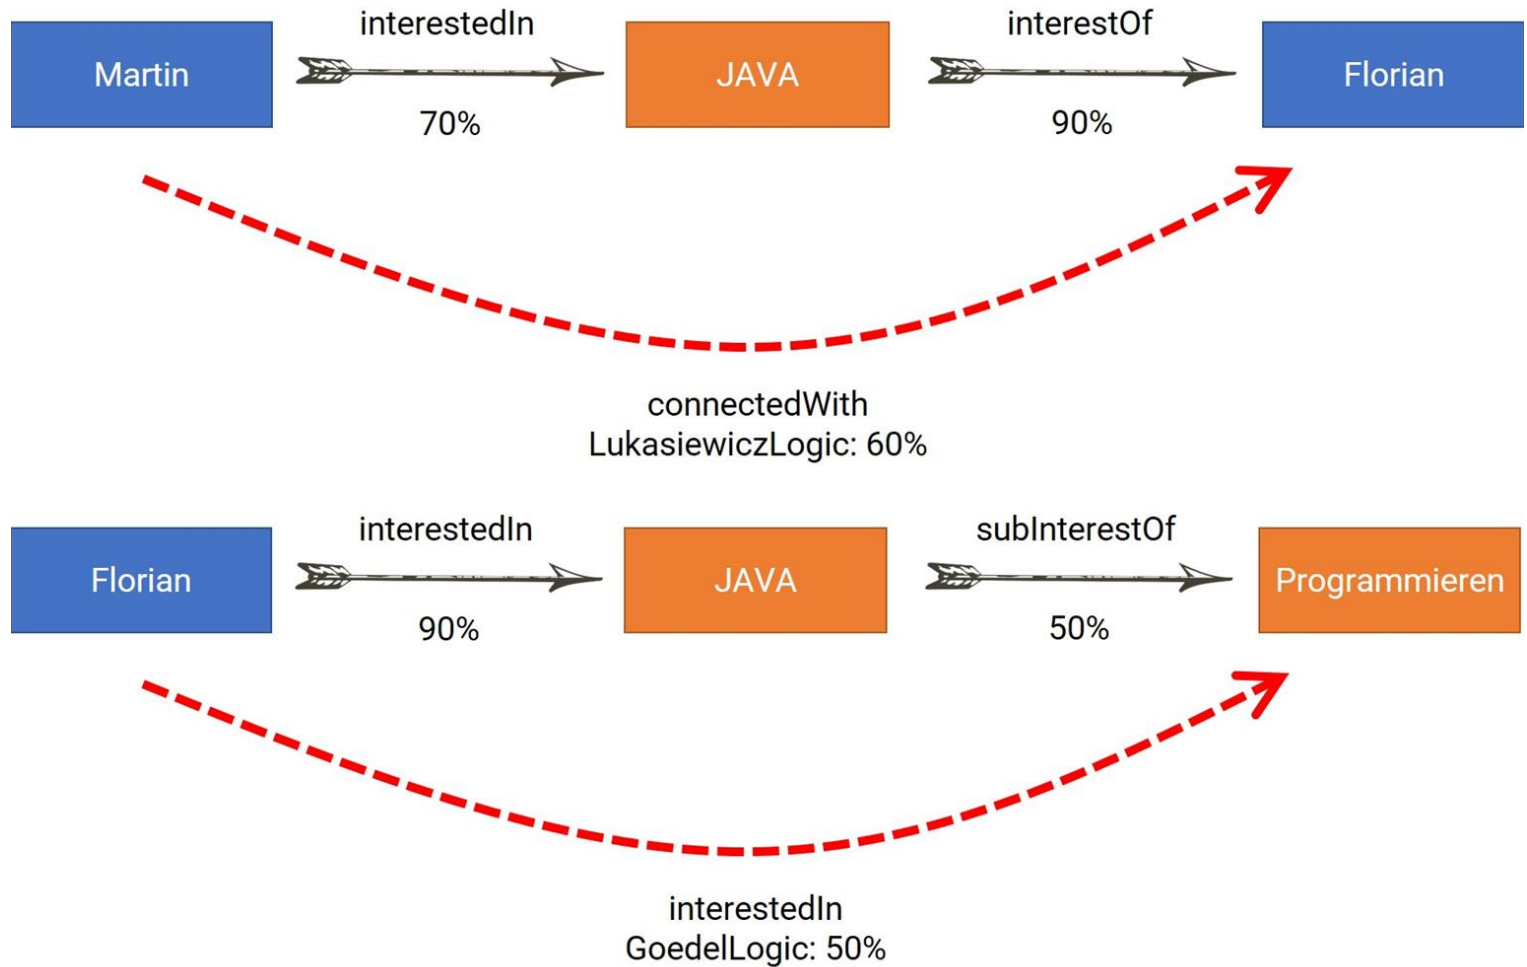 interestedIn
interestOf
Martin
JAVA
Florian
70%
90%
connectedWith
LukasiewiczLogic: 60%
interestedIn
subInterestOf
Florian
JAVA
Programmieren
90%
50%
interestedIn
GoedelLogic: 50%